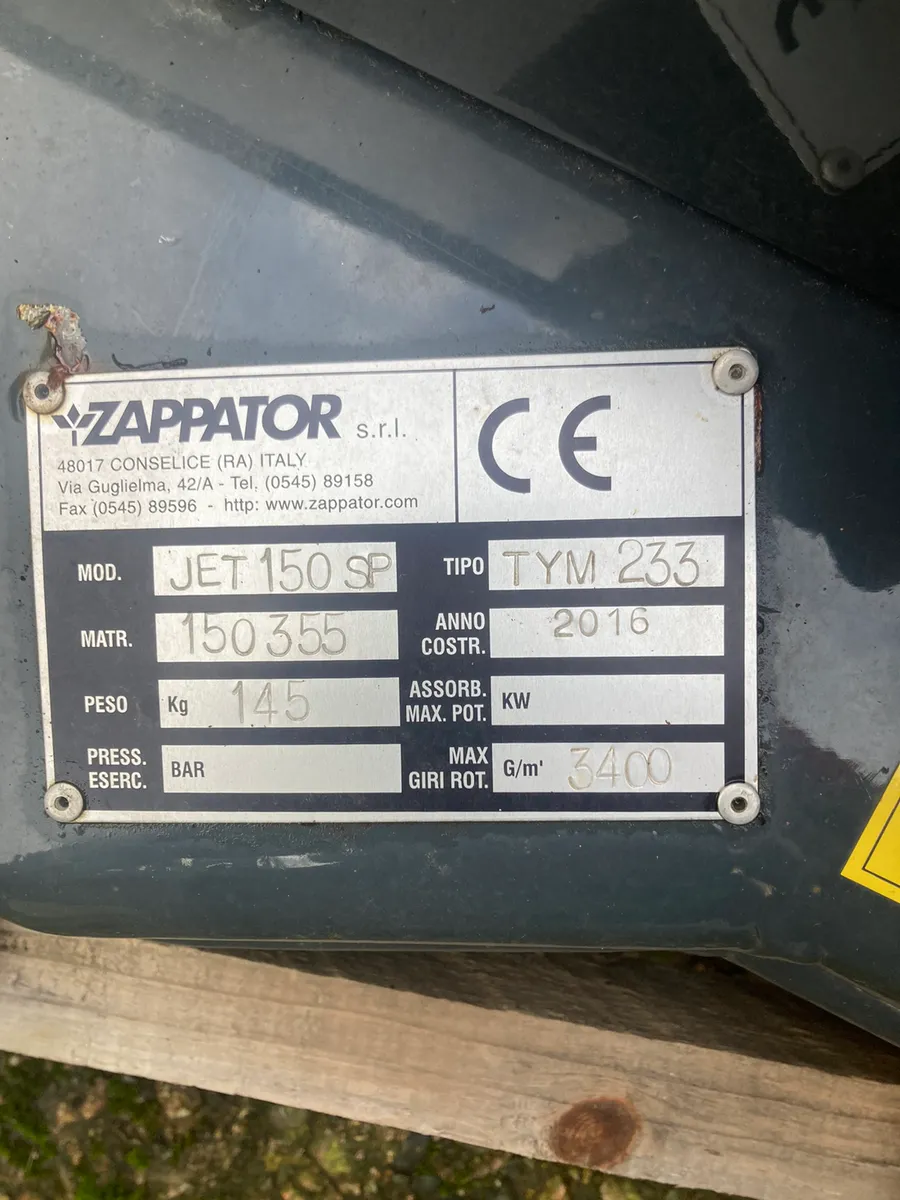 ZAPPATOR s.r.l.
48017 CONSELICE (RA) ITALY
Via Guglielma, 42/A - Tel. (0545) 89158
Fax (0545) 89596 - http: www.zappator.com
CE
MOD. JET 150 SP TIPO TYM 233
MATR. 150355 ANNO COSTR. 2016
PESO Kg 145 ASSORB. MAX. POT. KW
PRESS. ESERC. BAR MAX GIRI ROT. G/m' 3400